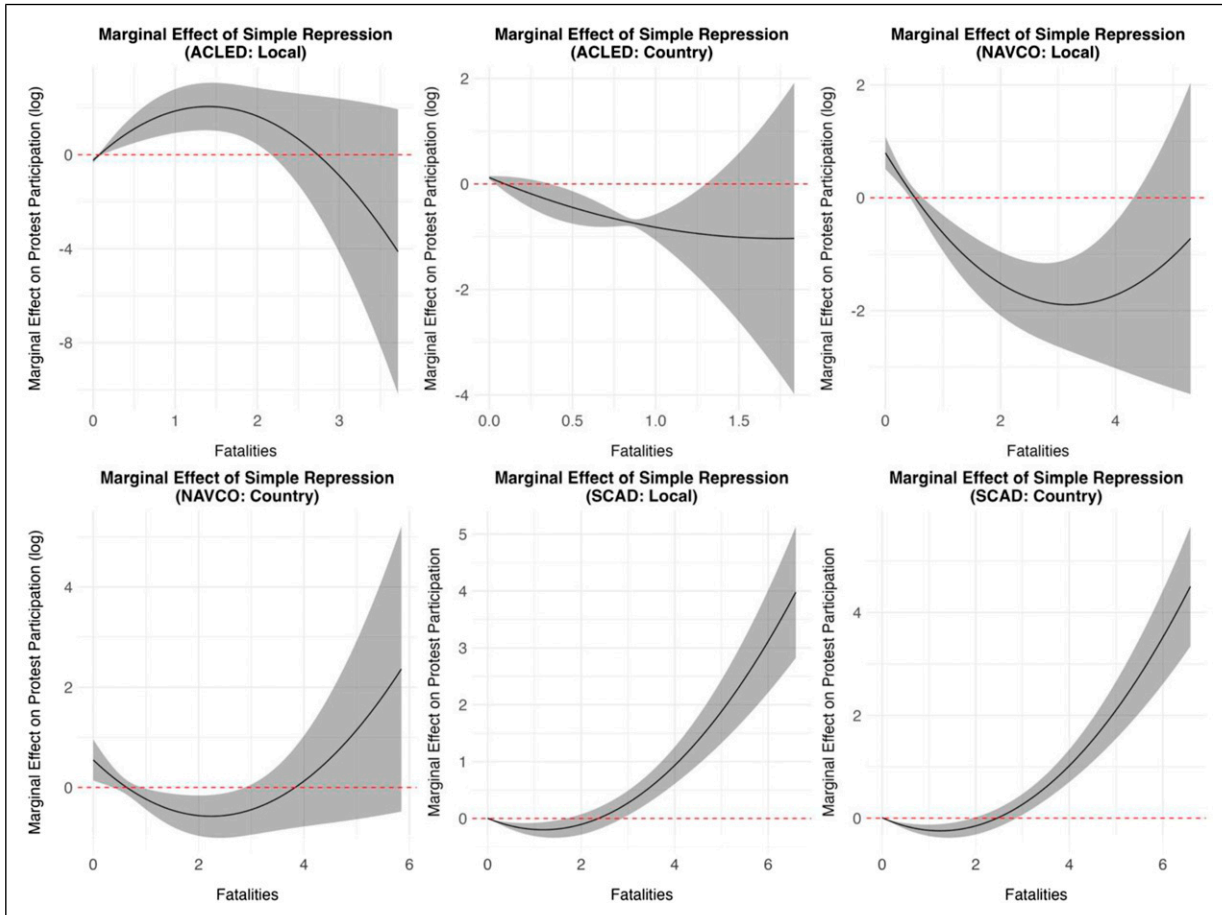 Marginal Effect of Simple Repression
(ACLED: Local)
Marginal Effect on Protest Participation (log)
0
-4
-8
0
1
2
3
Fatalities
Marginal Effect of Simple Repression
(ACLED: Country)
Marginal Effect on Protest Participation (log)
2
0
-2
-4
0.0
0.5
1.0
1.5
Fatalities
Marginal Effect of Simple Repression
(NAVCO: Local)
Marginal Effect on Protest Participation (log)
0
-2
0
2
4
Fatalities
Marginal Effect of Simple Repression
(NAVCO: Country)
Marginal Effect on Protest Participation (log)
4
2
0
0
2
4
6
Fatalities
Marginal Effect of Simple Repression
(SCAD: Local)
Marginal Effect on Protest Participation
5
4
3
2
1
0
0
2
4
6
Fatalities
Marginal Effect of Simple Repression
(SCAD: Country)
Marginal Effect on Protest Participation
4
2
0
0
2
4
6
Fatalities